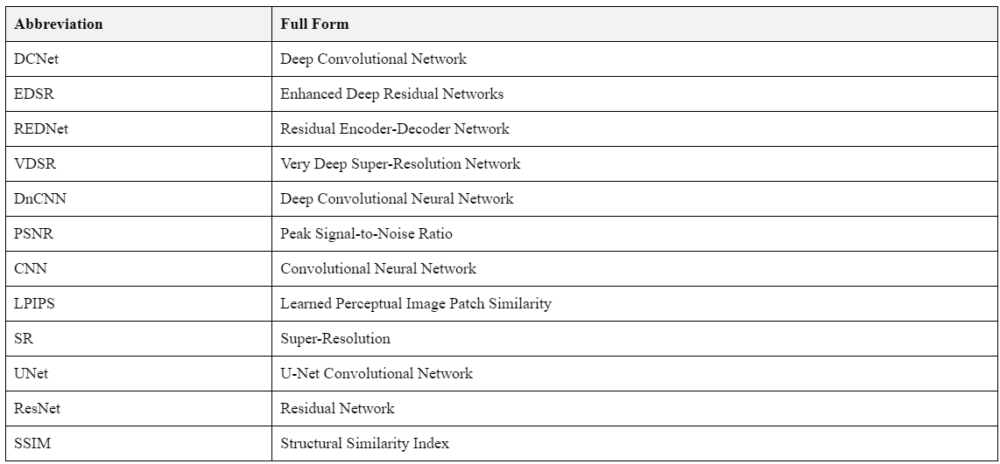 Abbreviation Full Form
DCNet Deep Convolutional Network
EDSR Enhanced Deep Residual Networks
REDNet Residual Encoder-Decoder Network
VDSR Very Deep Super-Resolution Network
DnCNN Deep Convolutional Neural Network
PSNR Peak Signal-to-Noise Ratio
CNN Convolutional Neural Network
LPIPS Learned Perceptual Image Patch Similarity
SR Super-Resolution
UNet U-Net Convolutional Network
ResNet Residual Network
SSIM Structural Similarity Index